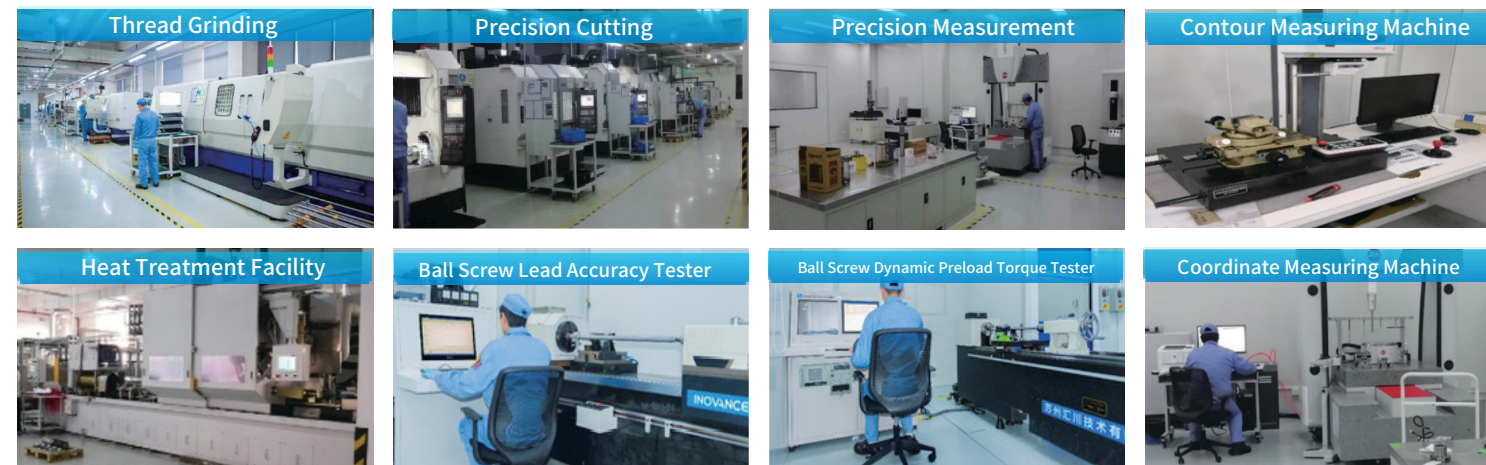 Thread Grinding
Precision Cutting
Precision Measurement
Contour Measuring Machine
Heat Treatment Facility
Ball Screw Lead Accuracy Tester
Ball Screw Dynamic Preload Torque Tester
Coordinate Measuring Machine
INOVANCE
苏州汇川技术有